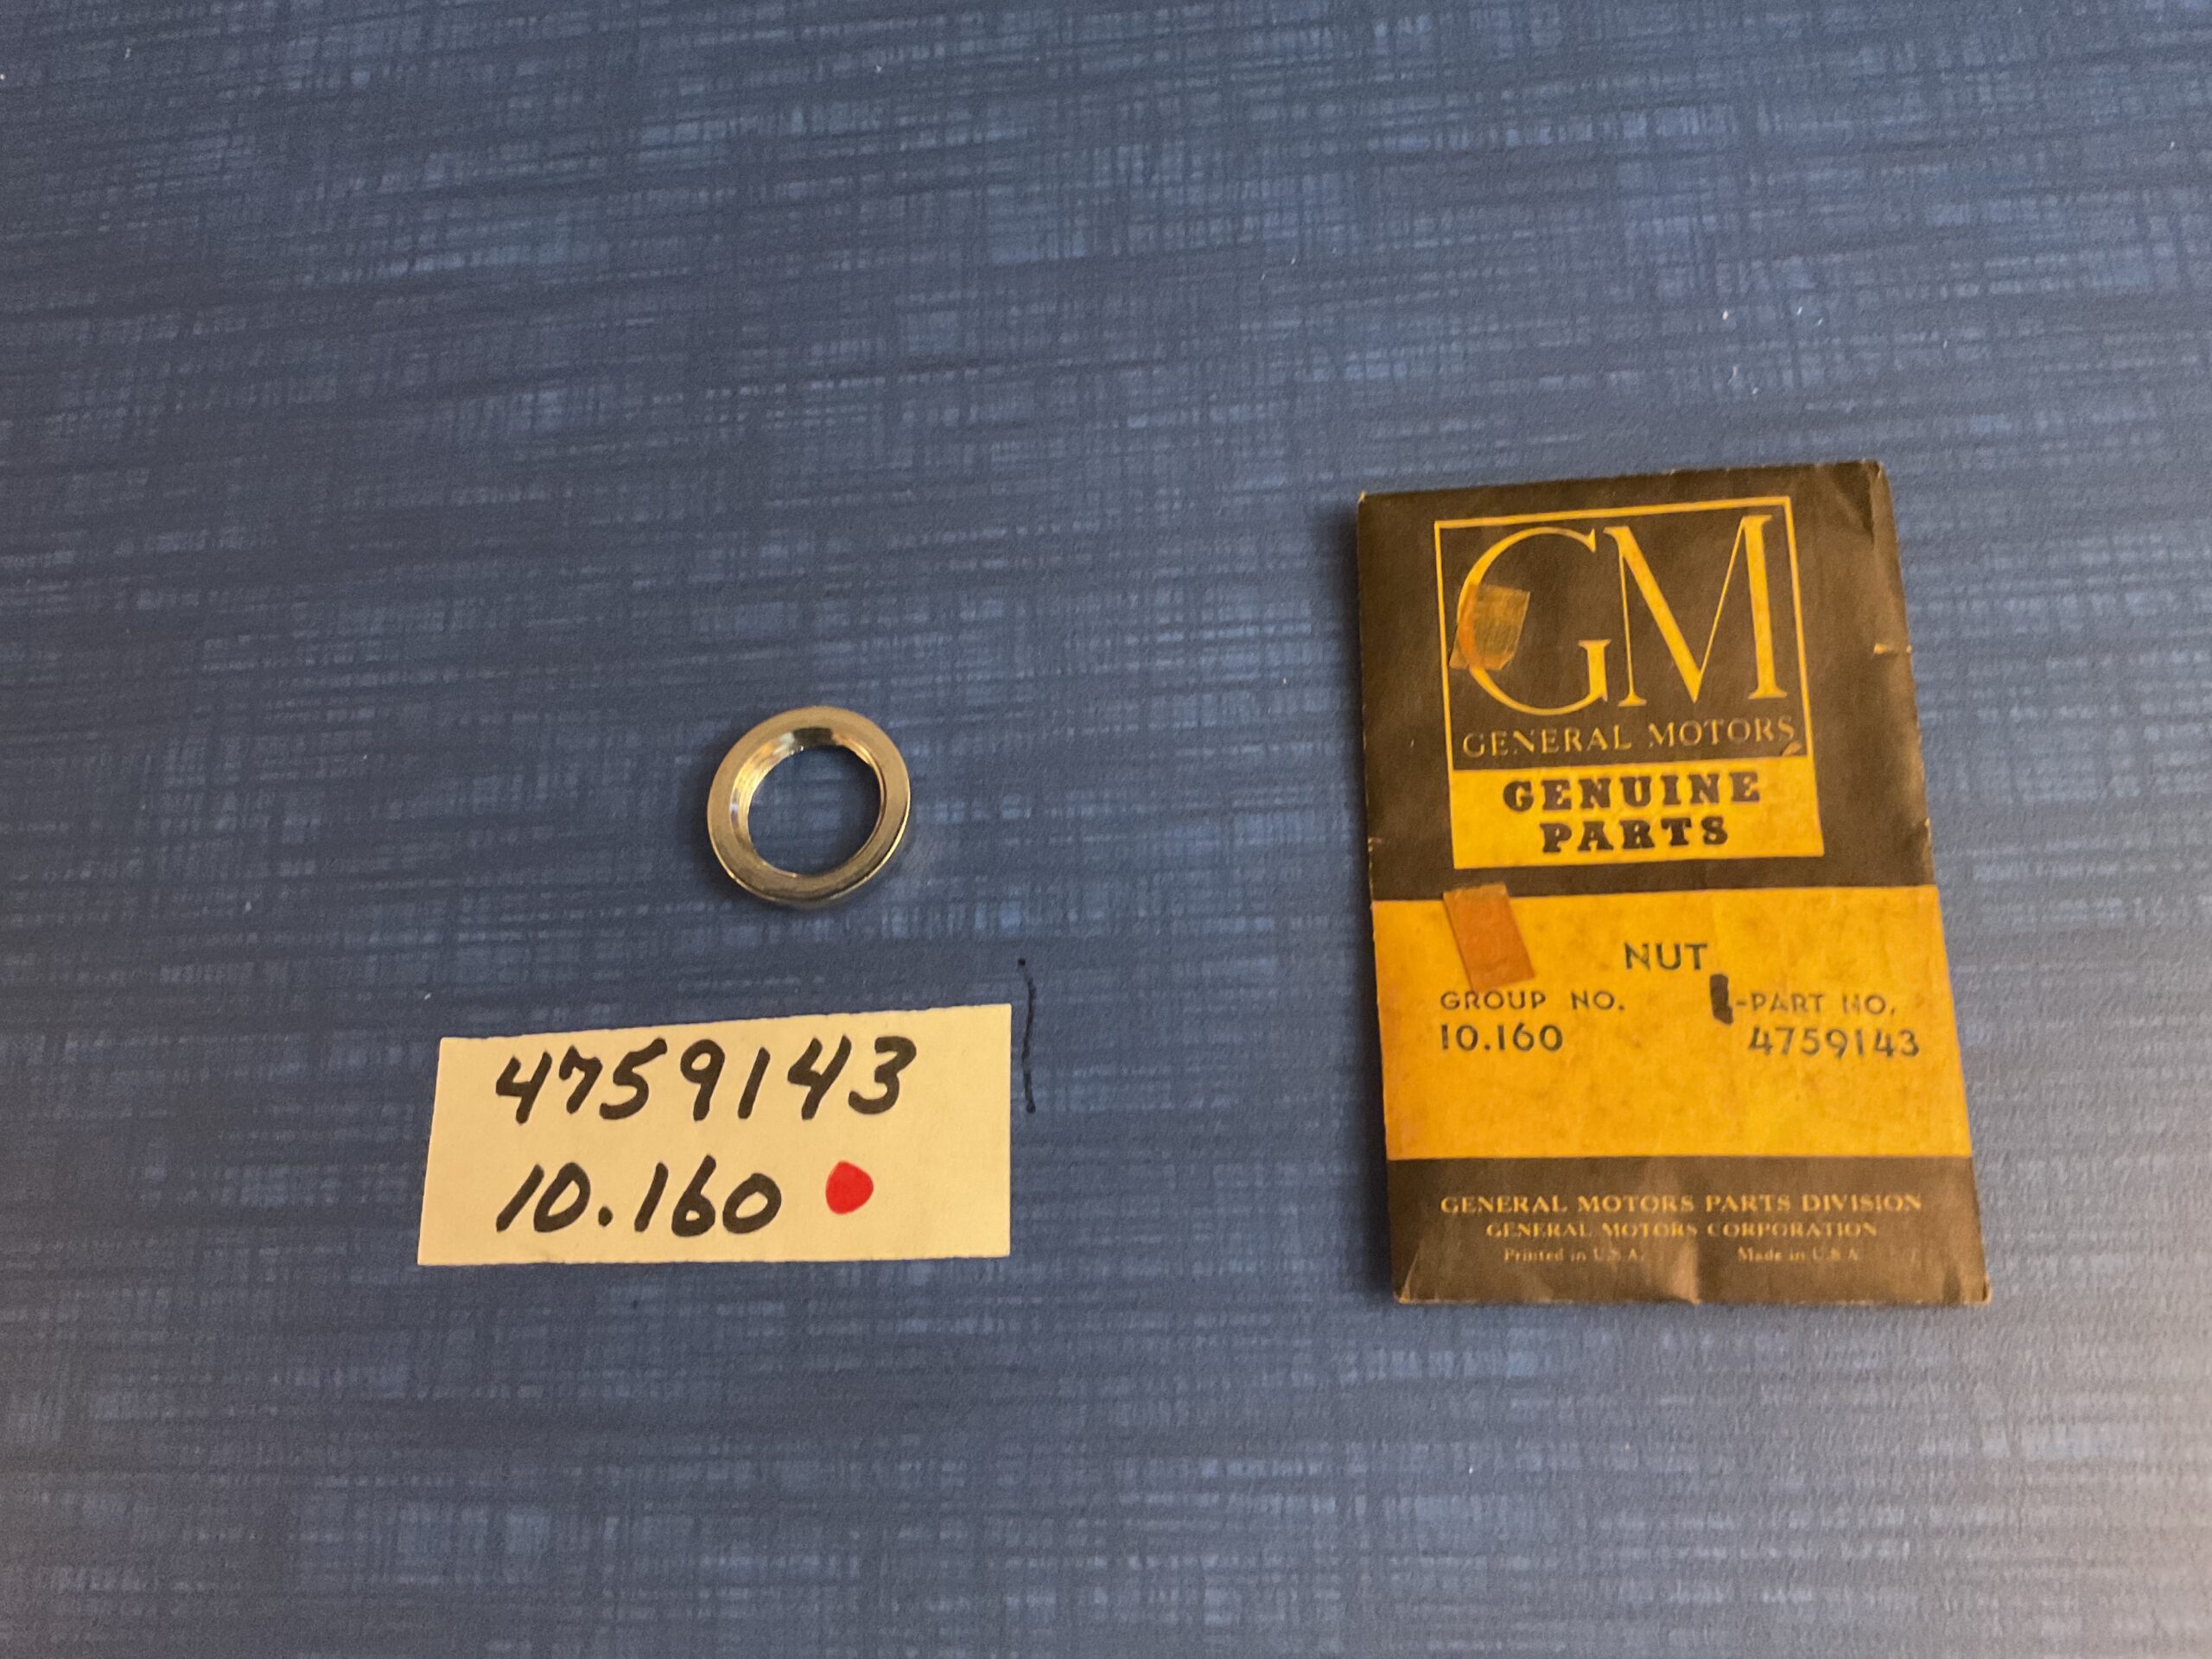 4759143
10.160
GM
GENERAL MOTORS
GENUINE
PARTS
NUT
GROUP NO. -PART NO.
10.160 4759143
GENERAL MOTORS PARTS DIVISION
GENERAL MOTORS CORPORATION
Printed in U.S.A. Made in U.S.A.